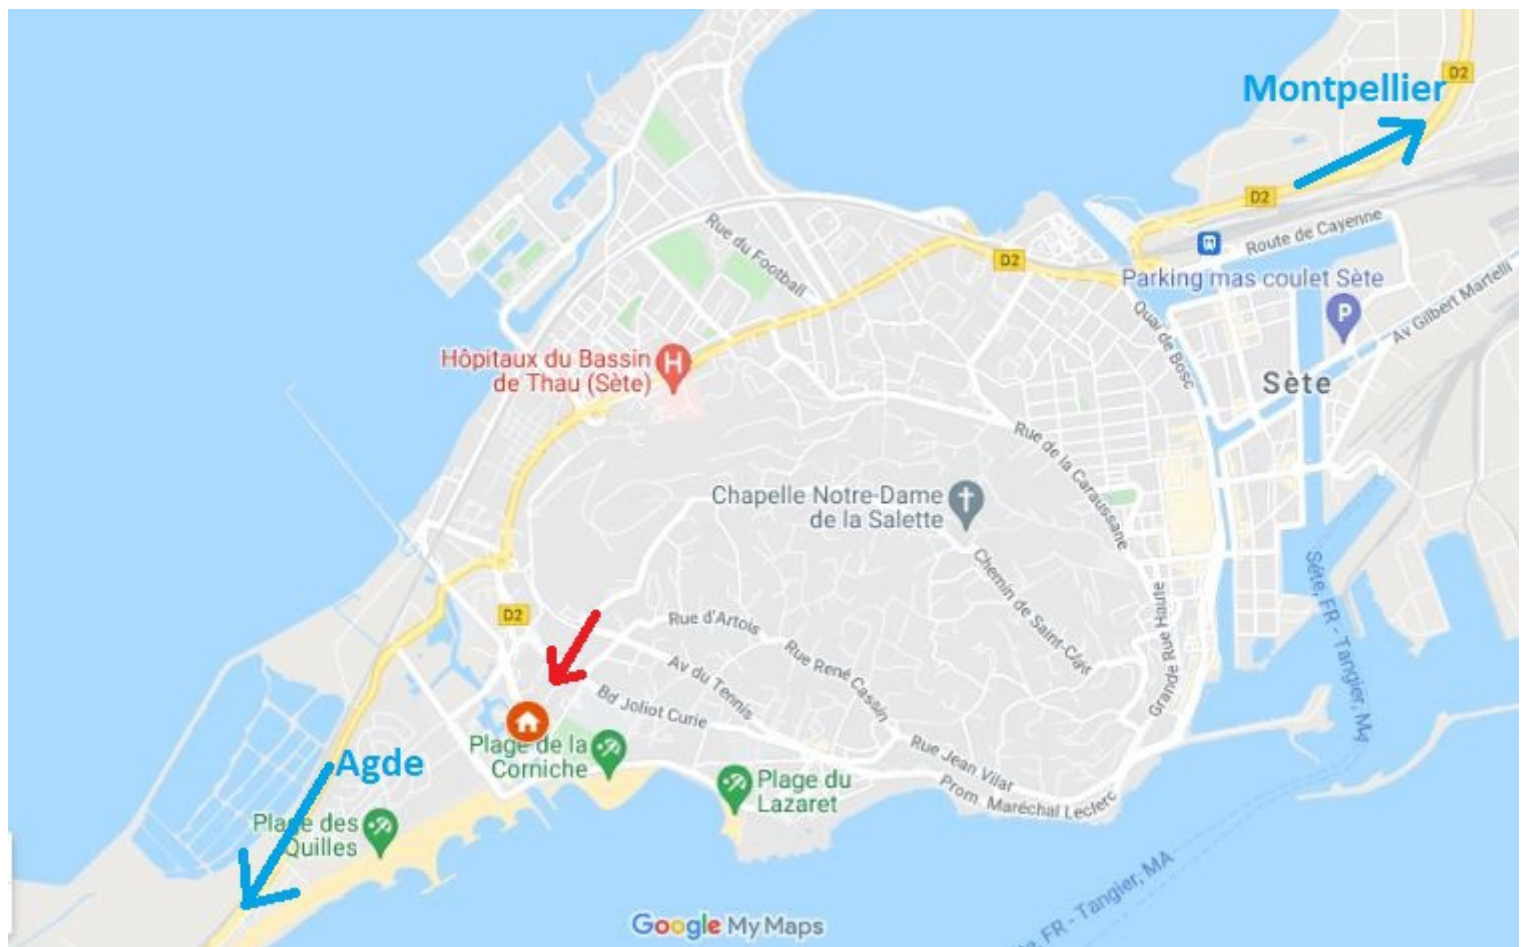 Montpellier
D2
D2
Route de Cayenne
Rue du Football
D2
Parking mas coulet Sète
P
Av Gilbert Martelli
Quai de Bosc
Hôpitaux du Bassin
de Thau (Sète)
H
Sète
Rue de la Caraussane
Chapelle Notre-Dame
de la Salette
Chemin de Saint-Clair
Sète, FR - Tangier, MA
Grande Rue Haute
D2
Rue d'Artois
Rue René Cassin
Av du Tennis
Bd Joliot Curie
Plage de la
Corniche
Agde
Rue Jean Vilar
Plage du
Lazaret
Prom. Maréchal Leclerc
Plage des
Quilles
FR - Tangier, MA
Google My Maps